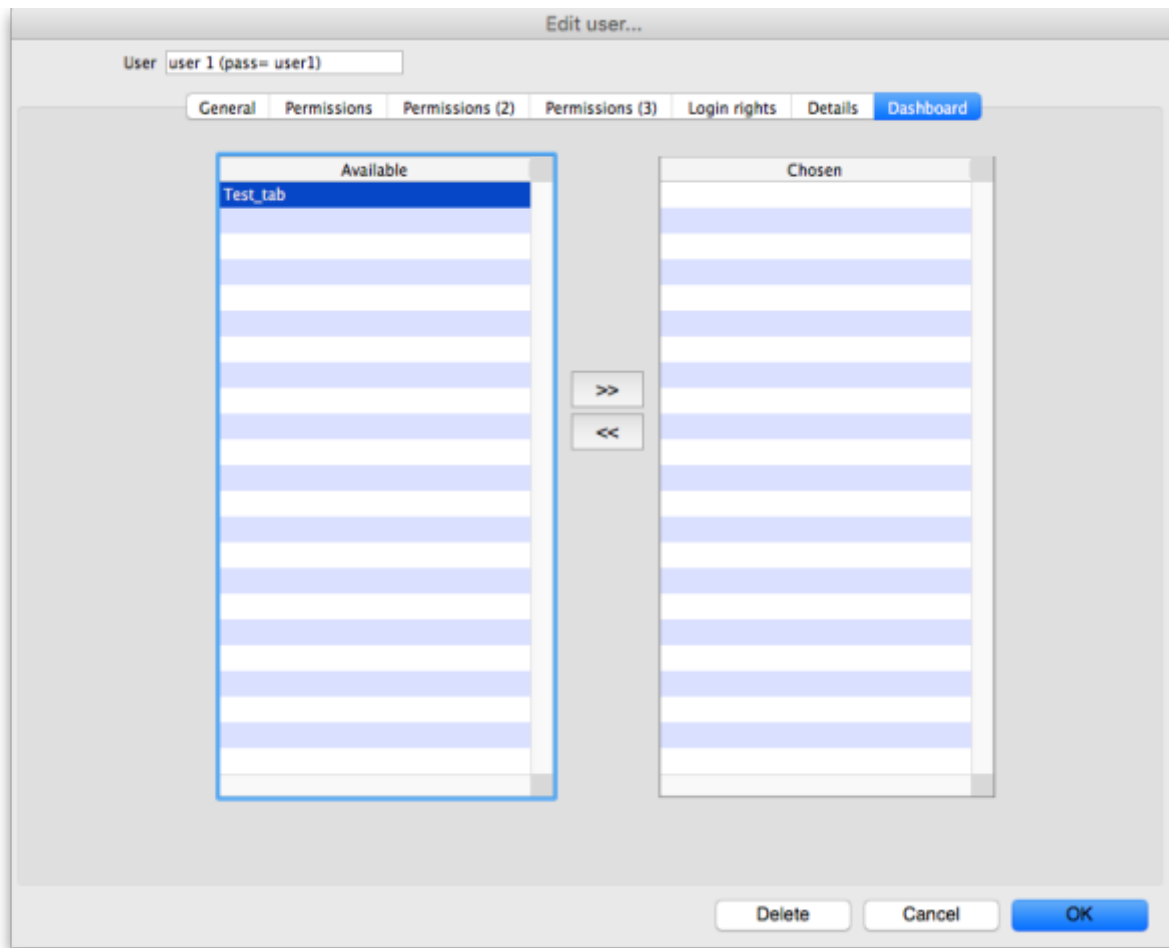 Edit user...
User user 1 (pass= user1)
General Permissions Permissions (2) Permissions (3) Login rights Details Dashboard
Available Chosen
Test_tab
>>
<<
Delete Cancel OK